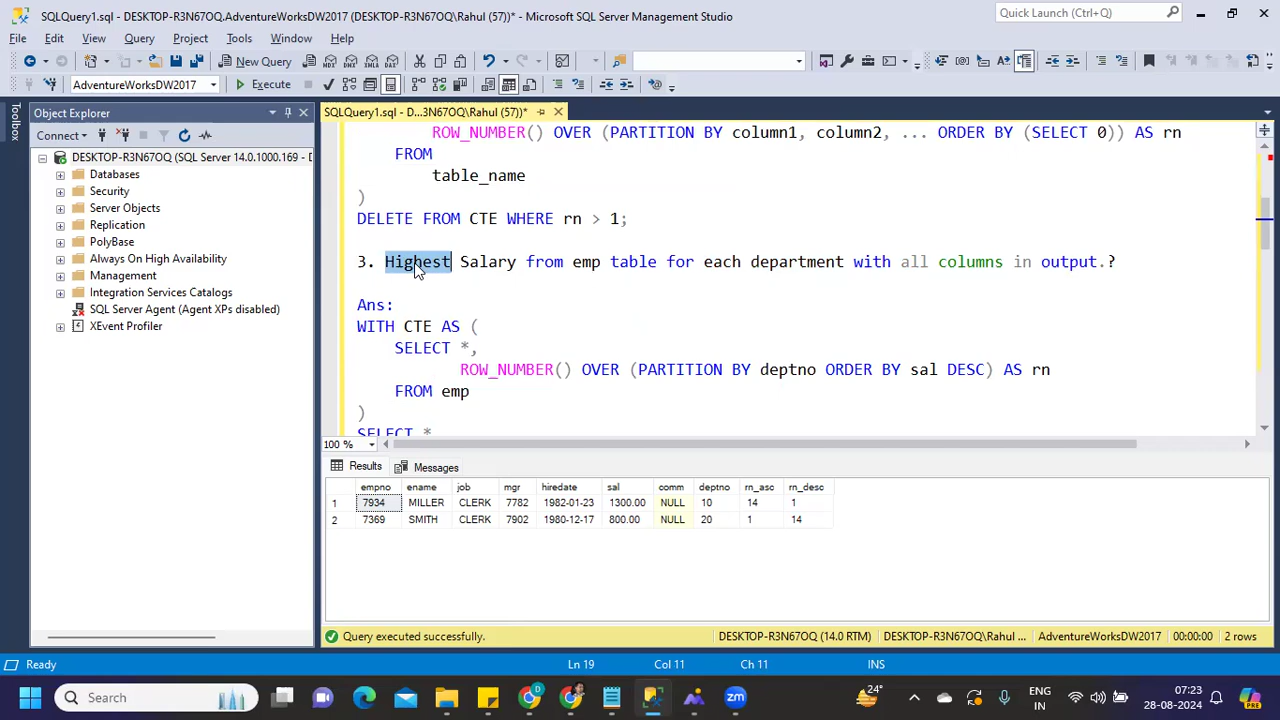 SQLQuery1.sql - DESKTOP-R3N67OQ.AdventureWorksDW2017 (DESKTOP-R3N67OQ\Rahul (57))* - Microsoft SQL Server Management Studio
Quick Launch (Ctrl+Q)
File Edit View Query Project Tools Window Help
New Query
AdventureWorksDW2017
Execute
Toolbox
Object Explorer
SQLQuery1.sql - D...3N67OQ\Rahul (57))*
Connect
DESKTOP-R3N67OQ (SQL Server 14.0.1000.169 - D
Databases
Security
Server Objects
Replication
PolyBase
Always On High Availability
Management
Integration Services Catalogs
SQL Server Agent (Agent XPs disabled)
XEvent Profiler
ROW_NUMBER() OVER (PARTITION BY column1, column2, ... ORDER BY (SELECT 0)) AS rn
FROM
table_name
)
DELETE FROM CTE WHERE rn > 1;
3. Highest Salary from emp table for each department with all columns in output.?
Ans:
WITH CTE AS (
SELECT *,
ROW_NUMBER() OVER (PARTITION BY deptno ORDER BY sal DESC) AS rn
FROM emp
)
SELECT *
100 %
Results Messages
empno ename job mgr hiredate sal comm deptno rn_asc rn_desc
1 7934 MILLER CLERK 7782 1982-01-23 1300.00 NULL 10 14 1
2 7369 SMITH CLERK 7902 1980-12-17 800.00 NULL 20 1 14
Query executed successfully. DESKTOP-R3N67OQ (14.0 RTM) DESKTOP-R3N67OQ\Rahul ... AdventureWorksDW2017 00:00:00 2 rows
Ready Ln 19 Col 11 Ch 11 INS
Search
24°
ENG
IN
07:23
28-08-2024